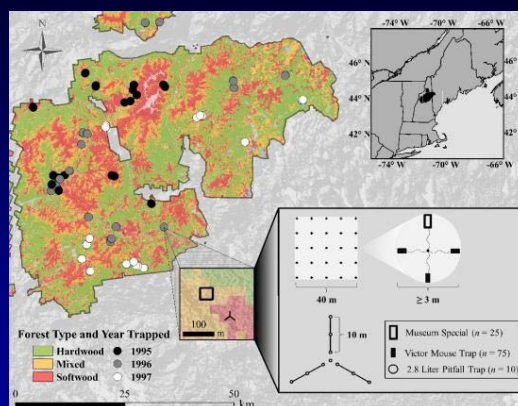 N
-74° -70° -66°
46° 46°
44° 44°
42° 42°
-74° -70° -66°
40 m
≥ 3 m
10 m
100
m
Museum Special (n = 25)
Victor Mouse Trap (n = 75)
2.8 Liter Pitfall Trap (n = 10)
Forest Type and Year Trapped
Hardwood 1995
Mixed 1996
Softwood 1997
0 25 50
km